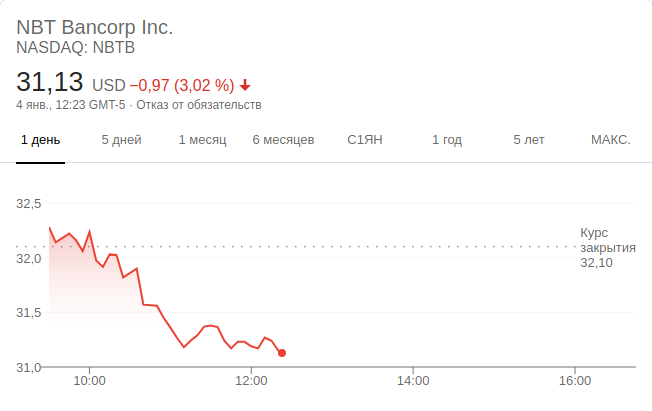 NBT Bancorp Inc.
NASDAQ: NBTB
31,13 USD −0,97 (3,02 %)
4 янв., 12:23 GMT-5 · Отказ от обязательств
1 день 5 дней 1 месяц 6 месяцев С1ЯН 1 год 5 лет МАКС.
32,5
Курс
закрытия
32,10
32,0
31,5
31,0
10:00 12:00 14:00 16:00